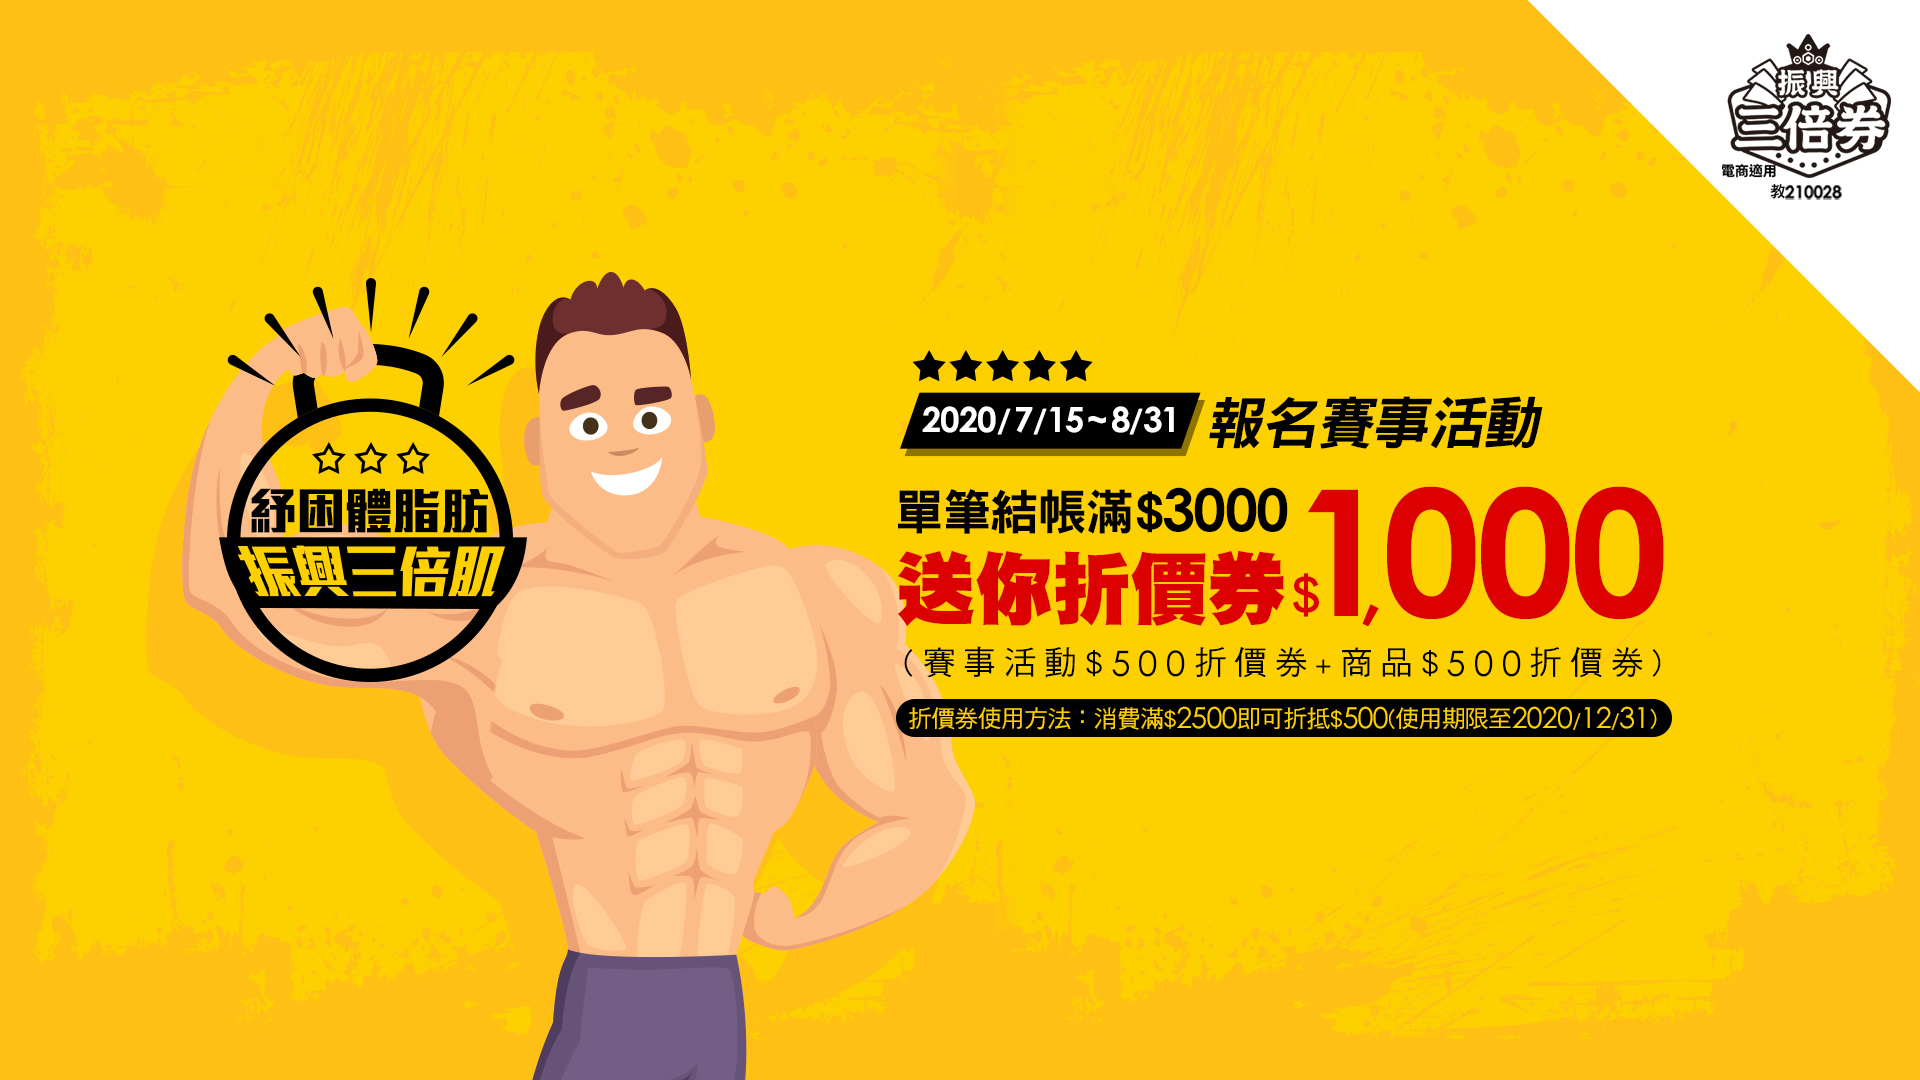 振興
三倍券
電商適用
教210028
紓困體脂肪
振興三倍肌
2020/7/15~8/31 報名賽事活動
單筆結帳滿$3000
送你折價券$1,000
(賽事活動$500折價券+商品$500折價券)
折價券使用方法:消費滿$2500即可折抵$500(使用期限至2020/12/31)